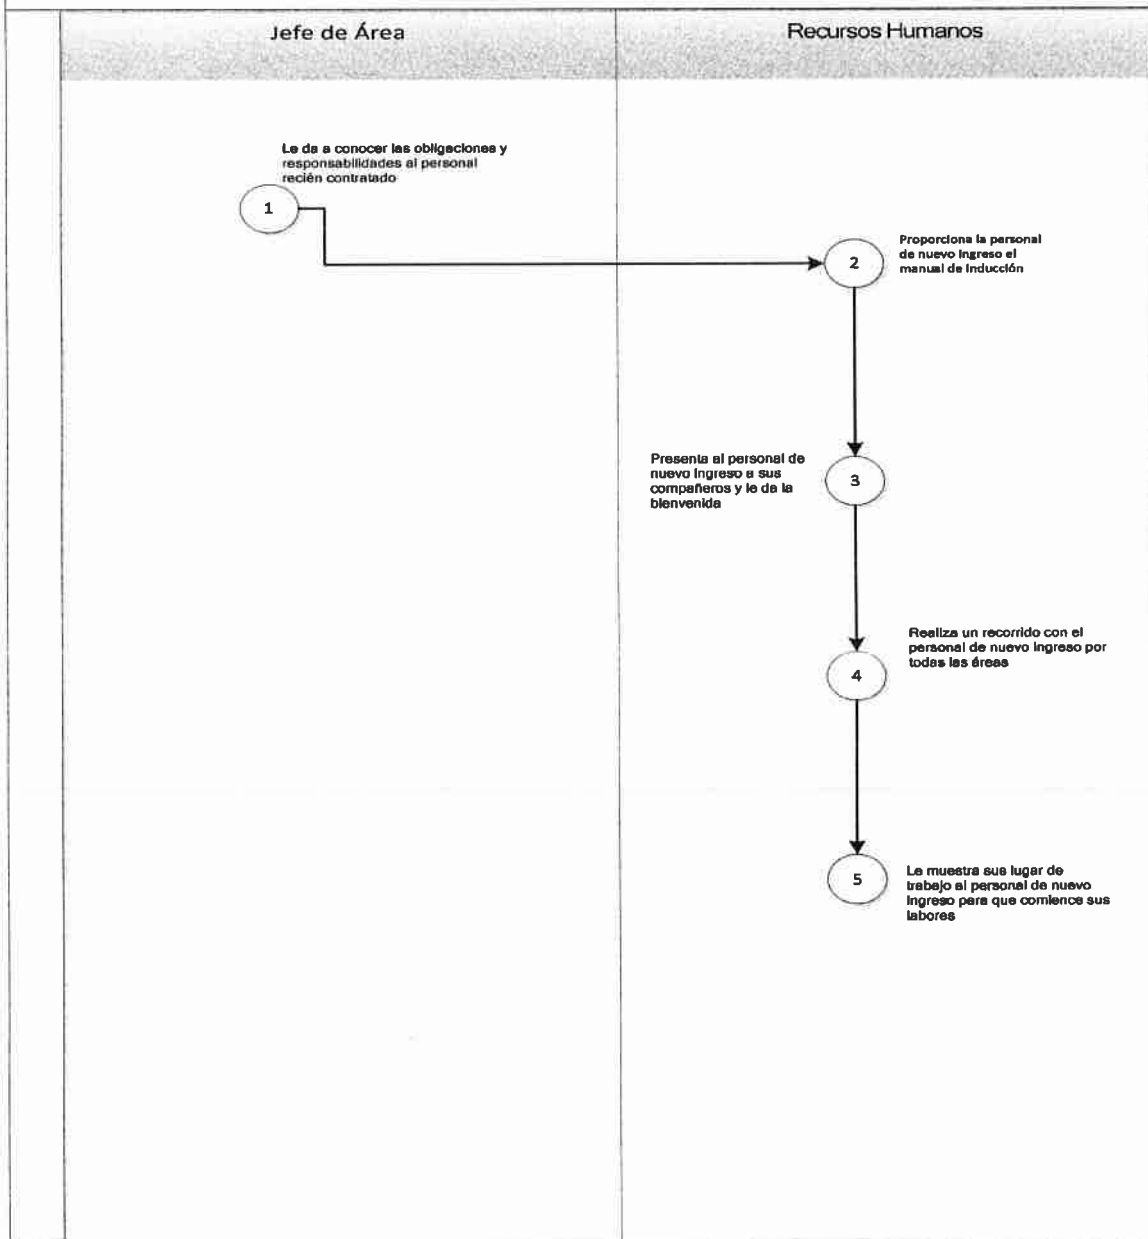 Jefe de Área
Recursos Humanos
Le da a conocer las obligaciones y
responsabilidades al personal
recién contratado
1
2
Proporciona la personal
de nuevo ingreso el
manual de inducción
Presenta al personal de
nuevo ingreso a sus
compañeros y le da la
bienvenida
3
Realiza un recorrido con el
personal de nuevo ingreso por
todas las áreas
4
5
Le muestra sus lugar de
trabajo al personal de nuevo
ingreso para que comience sus
labores